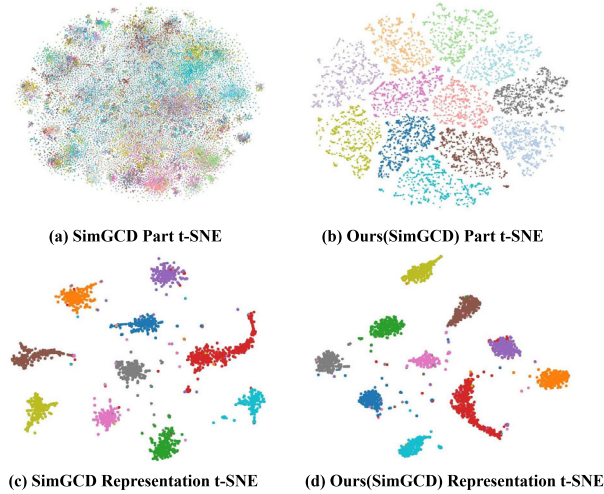 (a) SimGCD Part t-SNE
(b) Ours(SimGCD) Part t-SNE
(c) SimGCD Representation t-SNE
(d) Ours(SimGCD) Representation t-SNE